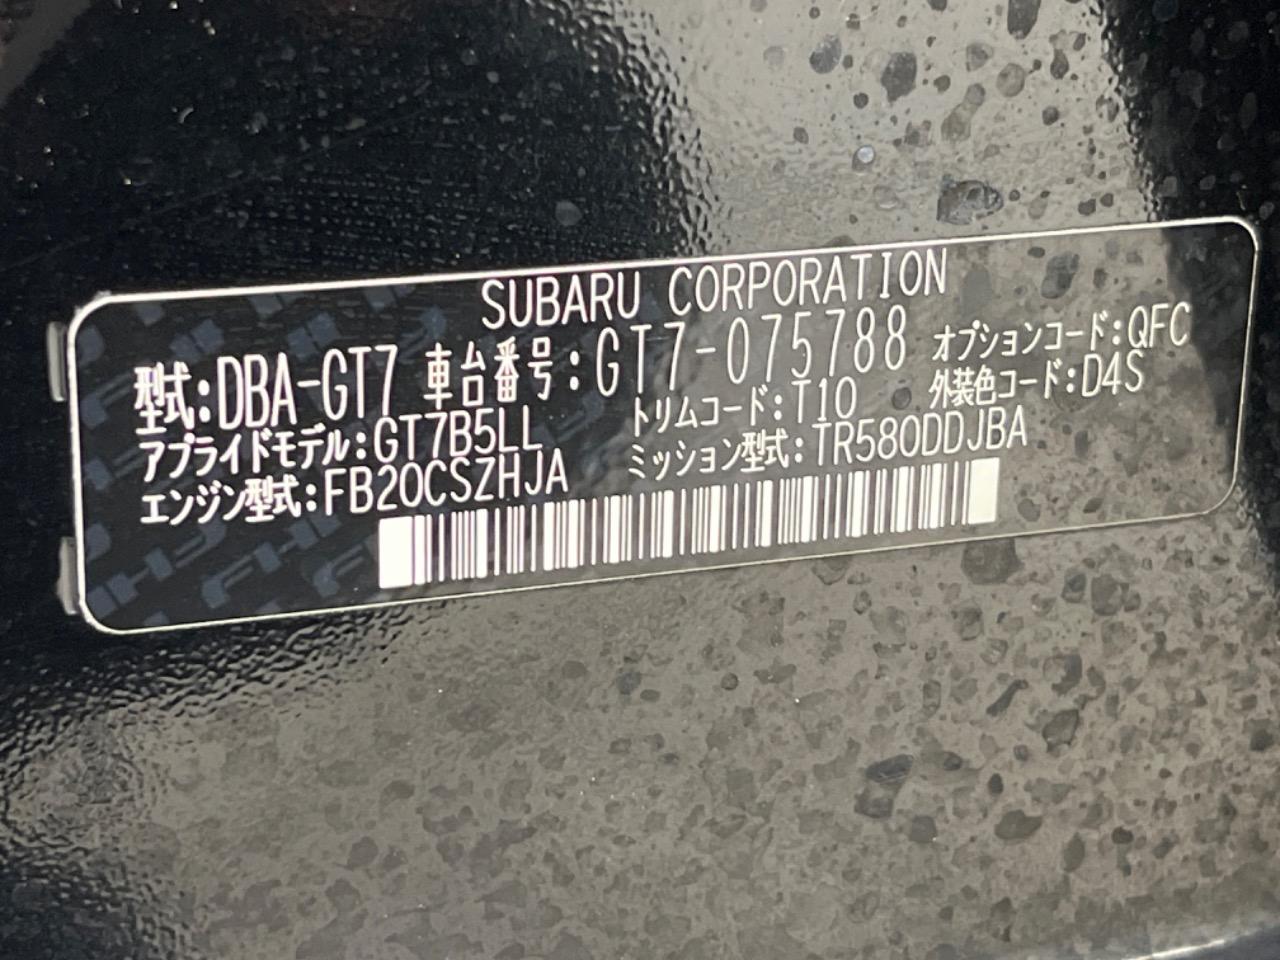 SUBARU CORPORATION
型式:DBA-GT7 車台番号:GT7-075788 オプションコード:QFC
アプライドモデル:GT7B5LL トリムコード:T10 外装色コード:D4S
エンジン型式:FB20CSZHJA ミッション型式:TR580DDJBA